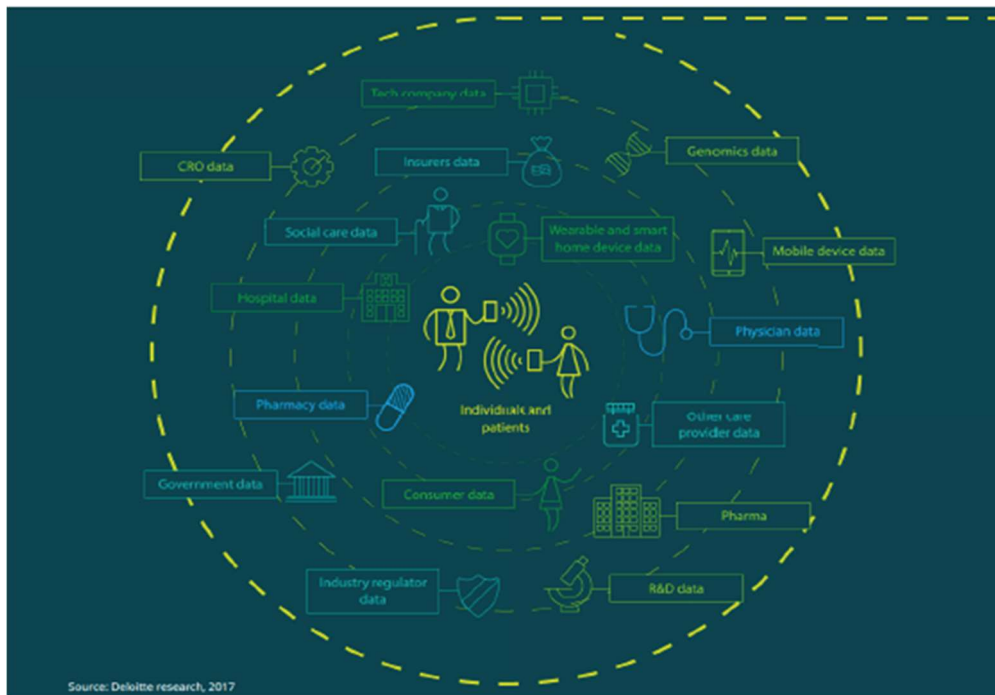 Tech company data
CRO data
Insurers data
Genomics data
Social care data
Wearable and smart
home device data
Mobile device data
Hospital data
Physician data
Pharmacy data
Individuals and
patients
Other care
provider data
Government data
Consumer data
Pharma
Industry regulator
data
R&D data
Source: Deloitte research, 2017